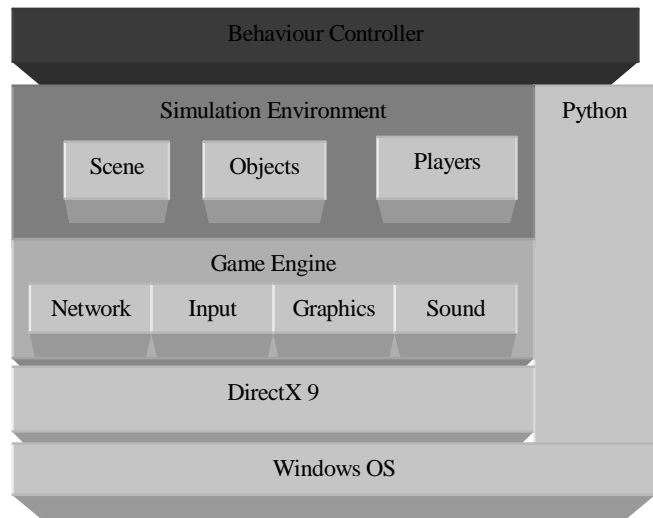 Behaviour Controller
Simulation Environment
Python
Scene
Objects
Players
Game Engine
Network
Input
Graphics
Sound
DirectX 9
Windows OS